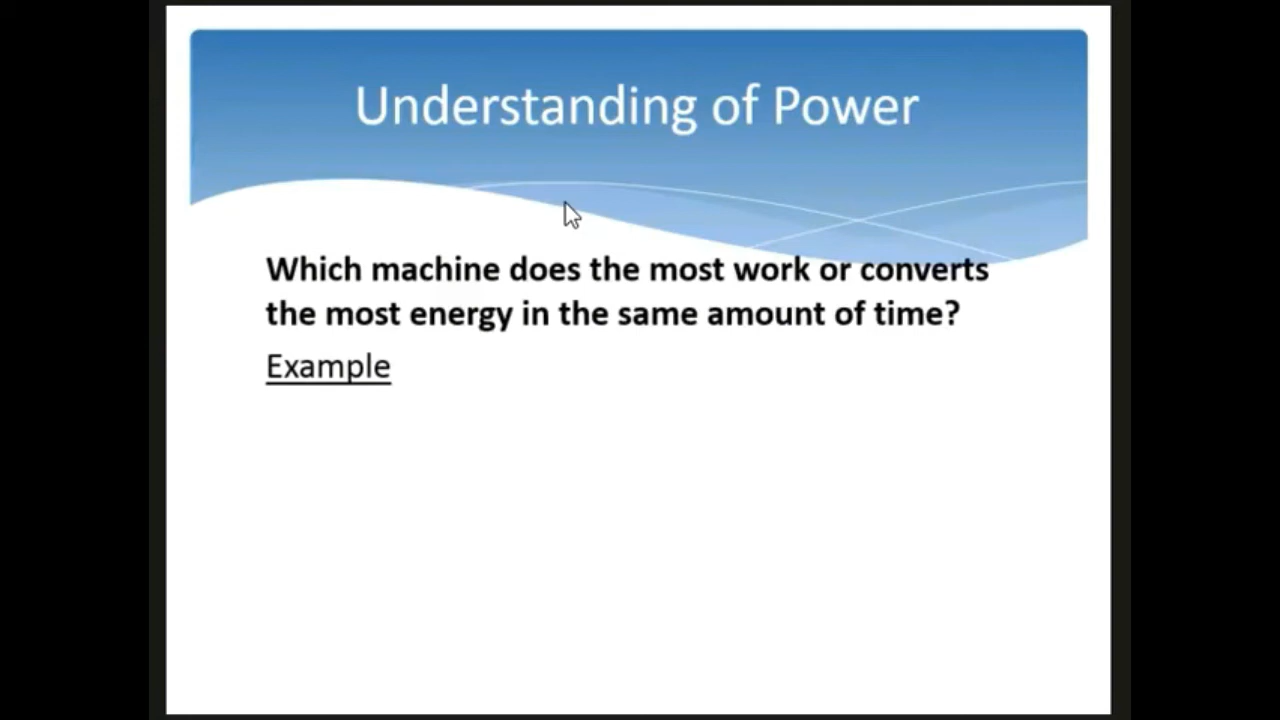 Understanding of Power
Which machine does the most work or converts
the most energy in the same amount of time?
Example